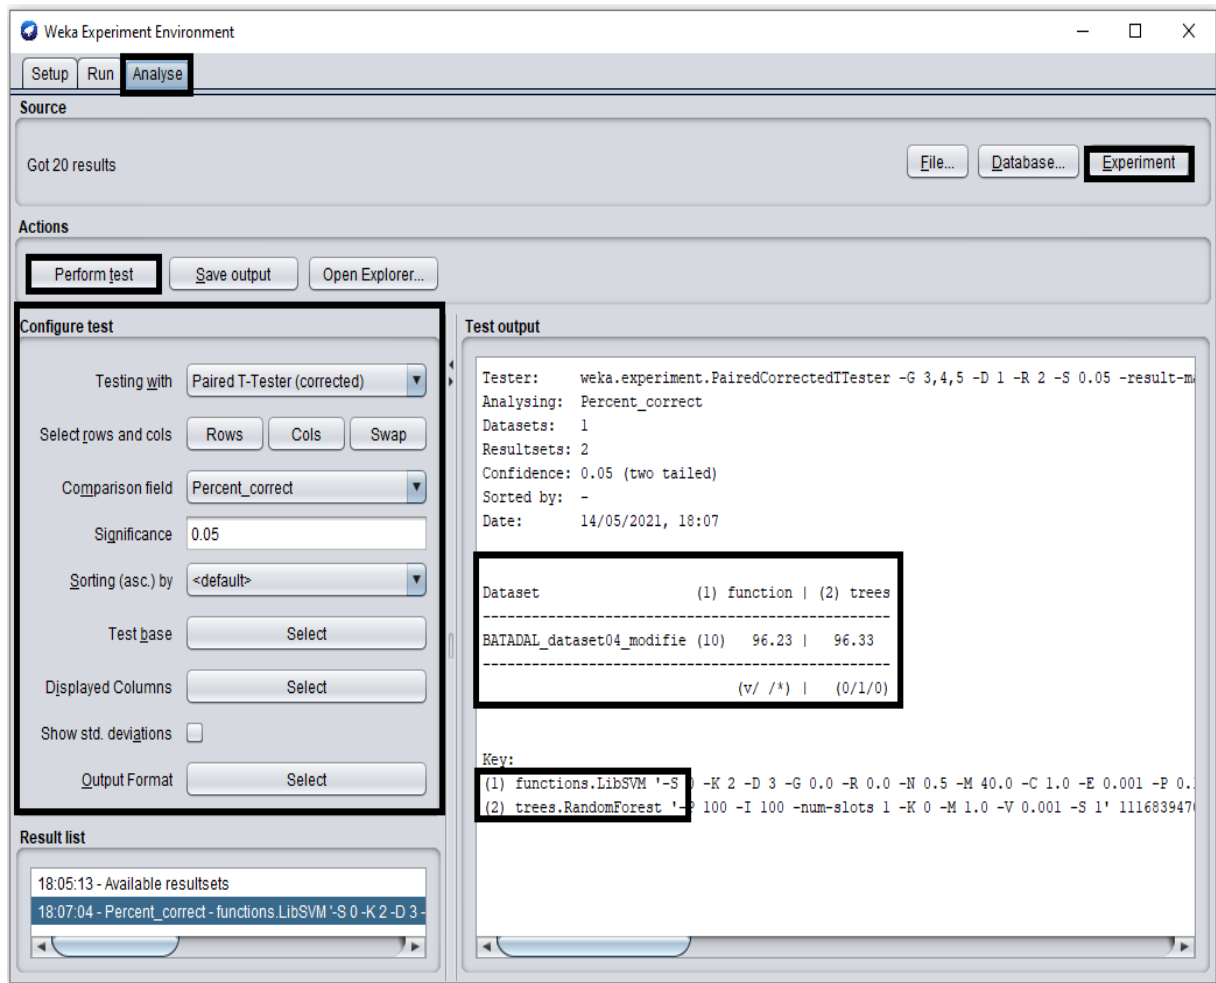 Weka Experiment Environment
Setup Run Analyse
Source
Got 20 results
File... Database... Experiment
Actions
Perform test Save output Open Explorer...
Configure test
Testing with Paired T-Tester (corrected)
Select rows and cols Rows Cols Swap
Comparison field Percent_correct
Significance 0.05
Sorting (asc.) by <default>
Test base Select
Displayed Columns Select
Show std. deviations
Output Format Select
Result list
18:05:13 - Available resultsets
18:07:04 - Percent_correct - functions.LibSVM '-S 0 -K 2 -D 3 -
Test output
Tester: weka.experiment.PairedCorrectedTTester -G 3,4,5 -D 1 -R 2 -S 0.05 -result-ma
Analysing: Percent_correct
Datasets: 1
Resultsets: 2
Confidence: 0.05 (two tailed)
Sorted by: -
Date: 14/05/2021, 18:07
Dataset (1) function | (2) trees
----------------------------------------------------
BATADAL_dataset04_modifie (10) 96.23 | 96.33
----------------------------------------------------
(v/ /*) | (0/1/0)
Key:
(1) functions.LibSVM '-S 0 -K 2 -D 3 -G 0.0 -R 0.0 -N 0.5 -M 40.0 -C 1.0 -E 0.001 -P 0.
(2) trees.RandomForest '-P 100 -I 100 -num-slots 1 -K 0 -M 1.0 -V 0.001 -S 1' 111683947